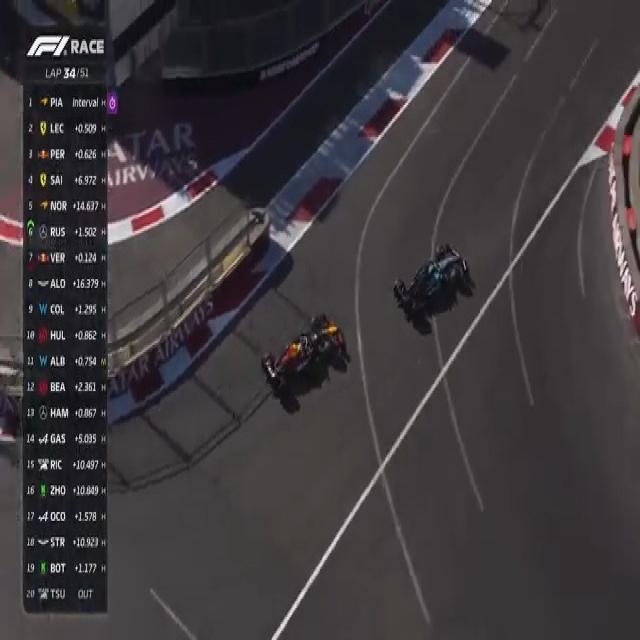 F1 RACE
LAP 34/51
1 PIA Interval H
2 LEC +0.509 H
3 PER +0.626 H
4 SAI +6.972 H
5 NOR +14.637 H
6 RUS +1.502 H
7 VER +0.124 H
8 ALO +16.379 H
9 COL +1.295 H
10 HUL +0.862 H
11 ALB +0.754 M
12 BEA +2.361 H
13 HAM +0.867 H
14 GAS +5.035 H
15 RIC +10.497 H
16 ZHO +10.849 H
17 OCO +1.578 H
18 STR +10.923 H
19 BOT +1.177 H
20 TSU OUT
QATAR
AIRWAYS
QATAR AIRWAYS